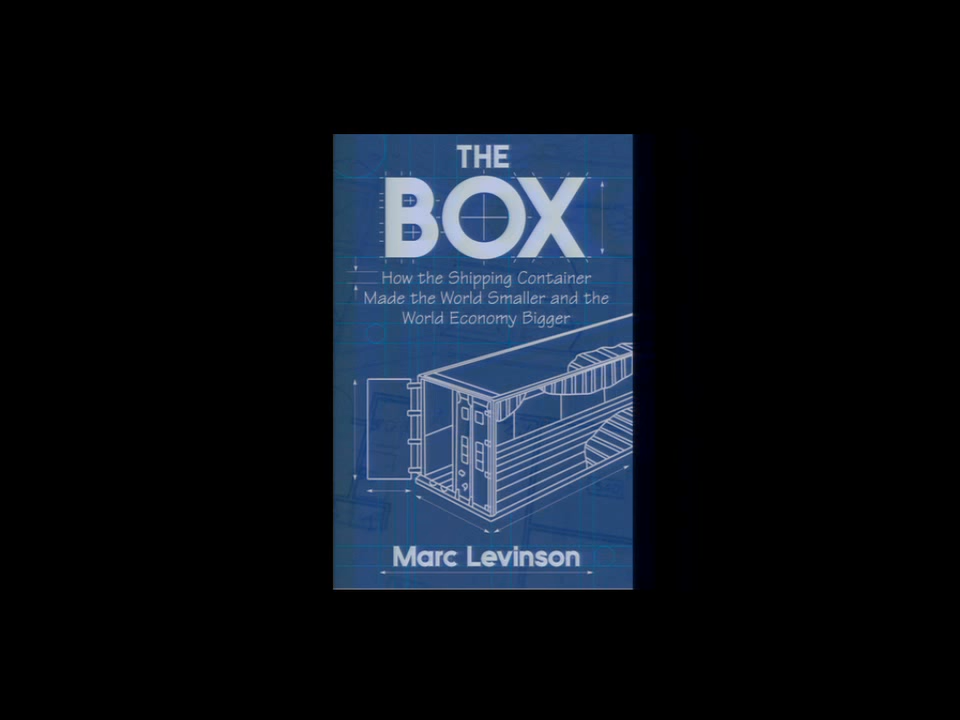 THE
BOX
How the Shipping Container
Made the World Smaller and the
World Economy Bigger
Marc Levinson